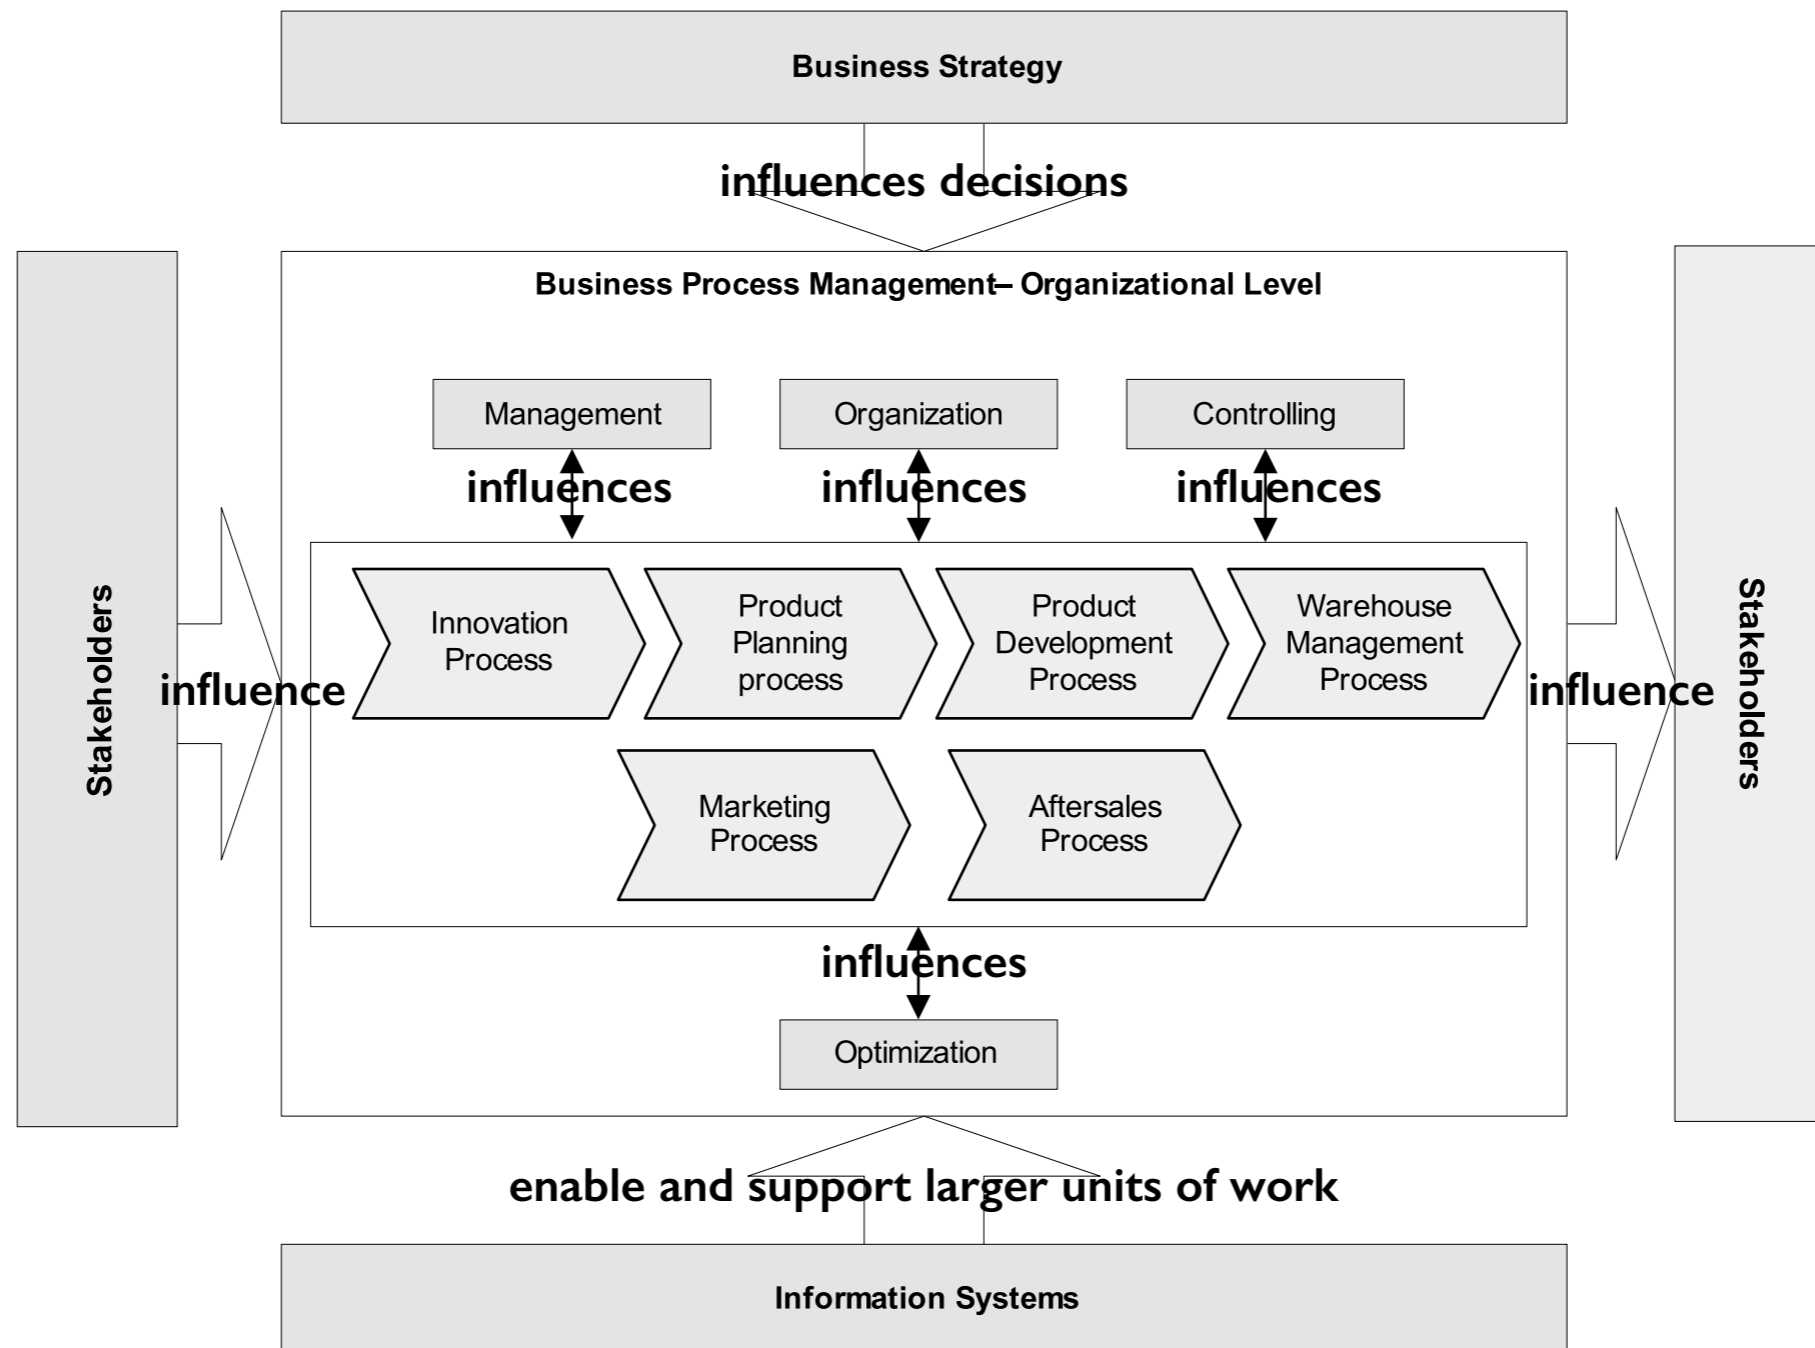 Business Strategy
influences decisions
Business Process Management– Organizational Level
Management
Organization
Controlling
influences
influences
influences
Stakeholders
influence
Innovation
Process
Product
Planning
process
Product
Development
Process
Warehouse
Management
Process
influence
Stakeholders
Marketing
Process
Aftersales
Process
influences
Optimization
enable and support larger units of work
Information Systems